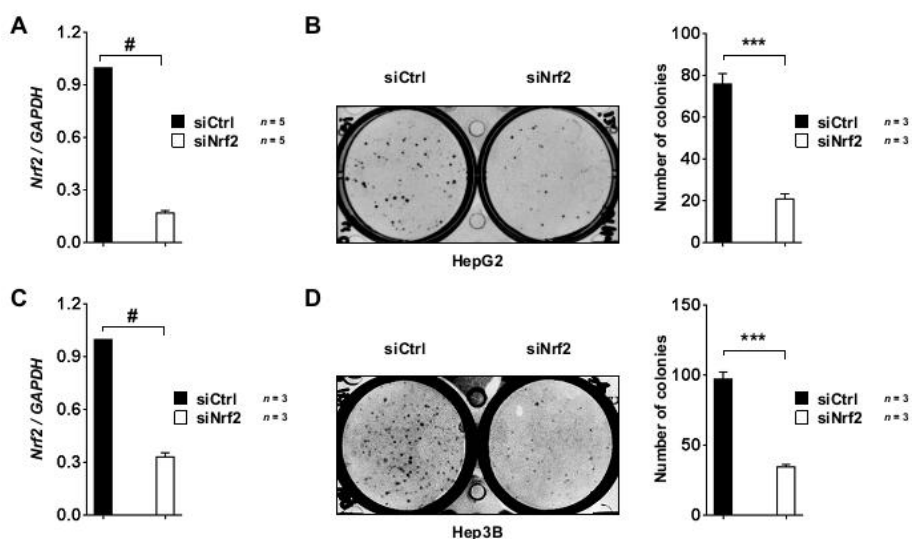 A
1.2
0.9
0.6
0.3
0.0
Nrf2 / GAPDH
#
siCtrl n = 5
siNrf2 n = 5
B
siCtrl siNrf2
HepG2
100
80
60
40
20
0
Number of colonies
***
siCtrl n = 3
siNrf2 n = 3
C
1.2
0.9
0.6
0.3
0.0
Nrf2 / GAPDH
#
siCtrl n = 3
siNrf2 n = 3
D
siCtrl siNrf2
Hep3B
150
100
50
0
Number of colonies
***
siCtrl n = 3
siNrf2 n = 3